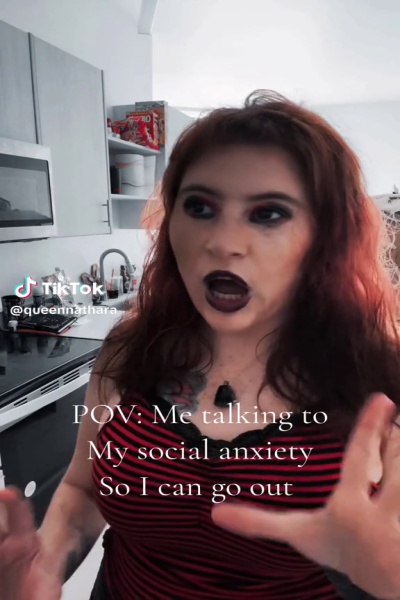 TikTok
@queennathara
POV: Me talking to
My social anxiety
So I can go out